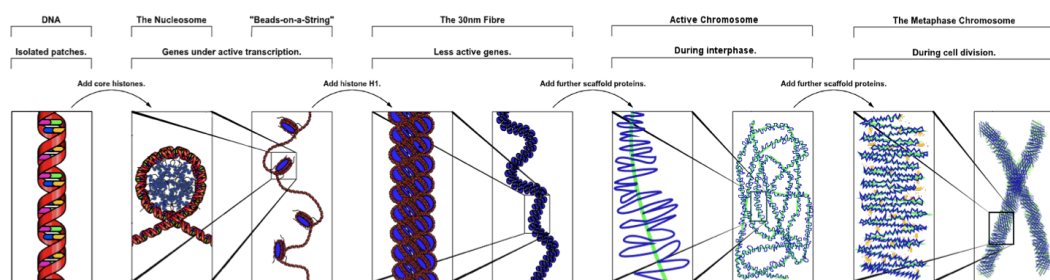 DNA
The Nucleosome
"Beads-on-a-String"
The 30nm Fibre
Active Chromosome
The Metaphase Chromosome
Isolated patches.
Genes under active transcription.
Less active genes.
During interphase.
During cell division.
Add core histones.
Add histone H1.
Add further scaffold proteins.
Add further scaffold proteins.